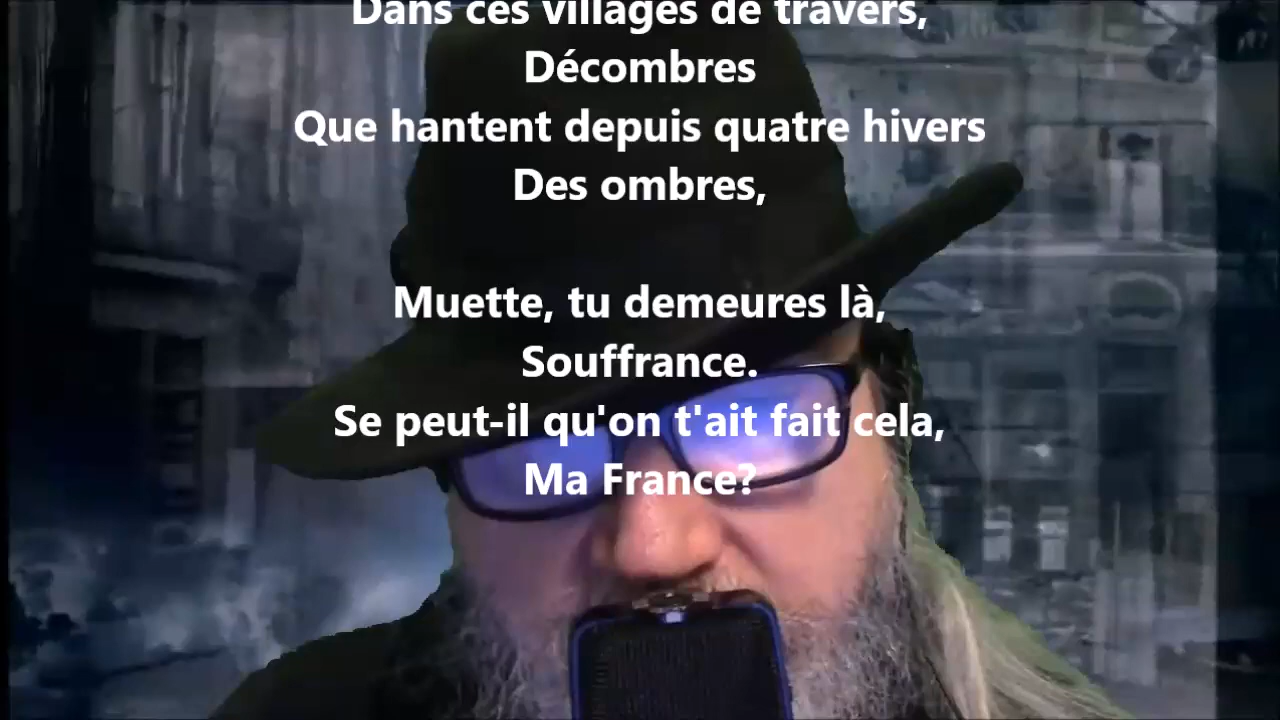 Dans ces villages de travers,
Décombres
Que hantent depuis quatre hivers
Des ombres,
Muette, tu demeures là,
Souffrance.
Se peut-il qu'on t'ait fait cela,
Ma France?